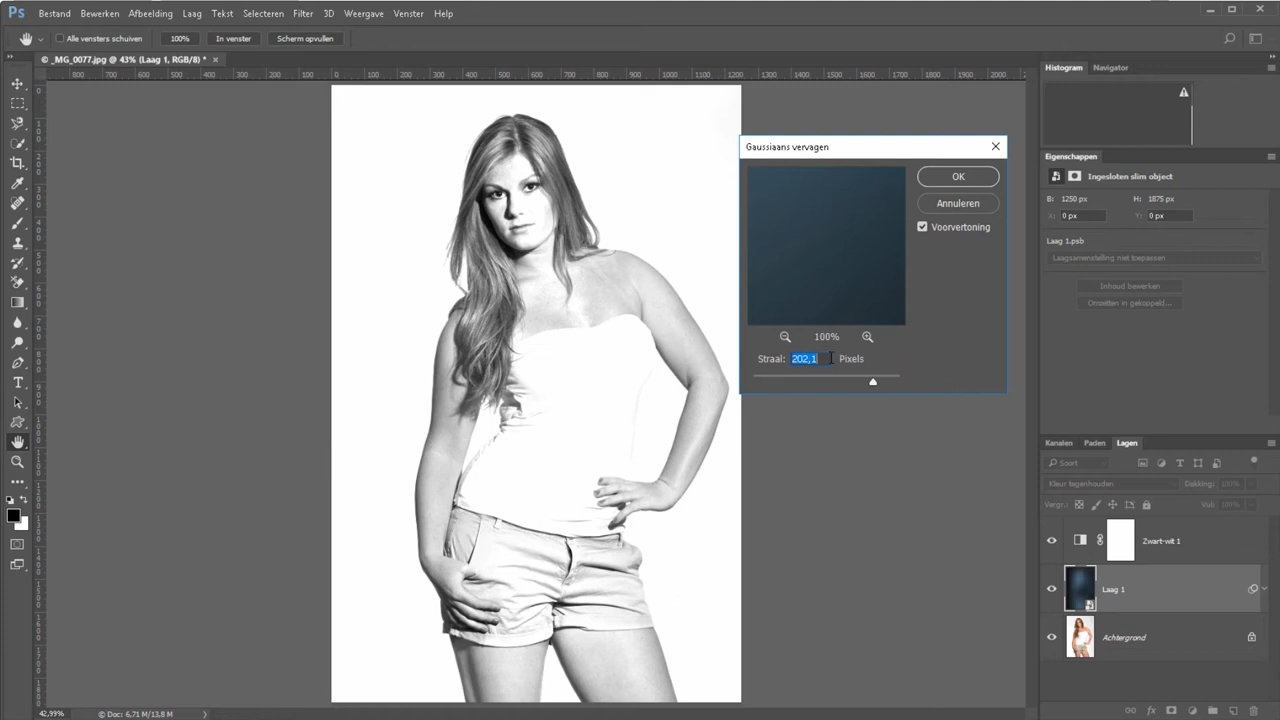 Ps Bestand Bewerken Afbeelding Laag Tekst Selecteren Filter 3D Weergave Venster Help
Alle vensters schuiven 100% In venster Scherm opvullen
© _MG_0077.jpg @ 43% (Laag 1, RGB/8) * ×
800 700 600 500 400 300 200 100 0 100 200 300 400 500 600 700 800 900 1000 1100 1200 1300 1400 1500 1600 1700 1800 1900 2000
Histogram Navigator
Gaussiaans vervagen
OK
Annuleren
Voorvertoning
100%
Straal: 202,1 Pixels
Eigenschappen
Ingesloten slim object
B: 1250 px H: 1875 px
X: 0 px Y: 0 px
Laag 1.psb
Laagsamenstelling niet toepassen
Inhoud bewerken
Omzetten in gekoppeld...
Kanalen Paden Lagen
Soort
Kleur tegenhouden Dekking: 100%
Vergr.: Vul: 100%
Zwart-wit 1
Laag 1
Achtergrond
42,99% © Doc: 6,71 M/13,8 M